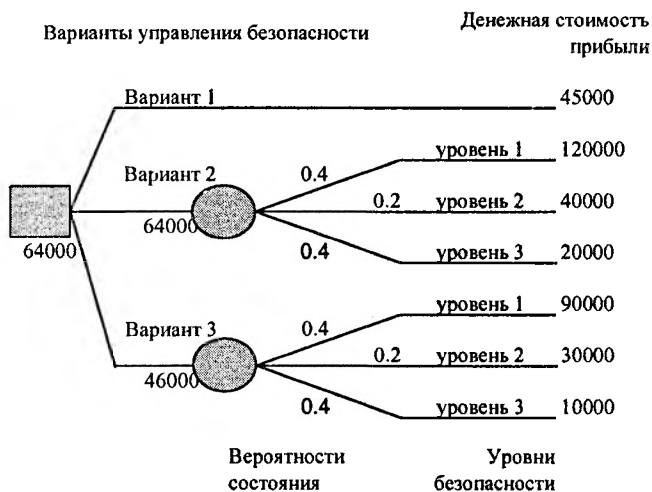 Варианты управления безопасности
Денежная стоимость
прибыли
Вариант 1
45000
уровень 1
120000
0.4
Вариант 2
0.2
уровень 2
40000
64000
64000
0.4
уровень 3
20000
уровень 1
90000
0.4
Вариант 3
0.2
уровень 2
30000
46000
0.4
уровень 3
10000
Вероятности
состояния
Уровни
безопасности